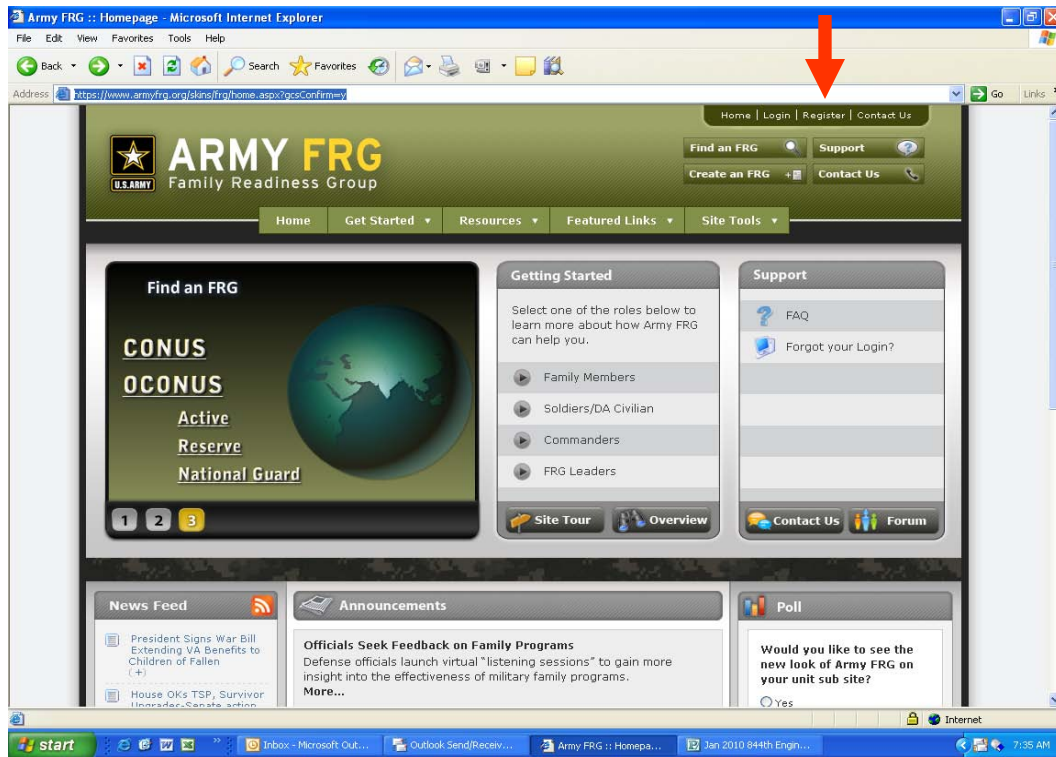 Army FRG :: Homepage - Microsoft Internet Explorer
File Edit View Favorites Tools Help
Back Search Favorites
Address https://www.armyfrg.org/skins/frg/home.aspx?gcsConfirm=y Go Links
Home | Login | Register | Contact Us
U.S.ARMY
ARMY FRG
Family Readiness Group
Find an FRG Support
Create an FRG Contact Us
Home Get Started Resources Featured Links Site Tools
Find an FRG
CONUS
OCONUS
Active
Reserve
National Guard
1 2 3
Getting Started
Select one of the roles below to
learn more about how Army FRG
can help you.
Family Members
Soldiers/DA Civilian
Commanders
FRG Leaders
Site Tour Overview
Support
FAQ
Forgot your Login?
Contact Us Forum
News Feed
President Signs War Bill
Extending VA Benefits to
Children of Fallen
(+)
House OKs TSP, Survivor
Upgrades-Senate action
Announcements
Officials Seek Feedback on Family Programs
Defense officials launch virtual "listening sessions" to gain more
insight into the effectiveness of military family programs.
More...
Poll
Would you like to see the
new look of Army FRG on
your unit sub site?
Yes
Internet
start Inbox - Microsoft Out... Outlook Send/Receiv... Army FRG :: Homepa... Jan 2010 844th Engin... 7:35 AM